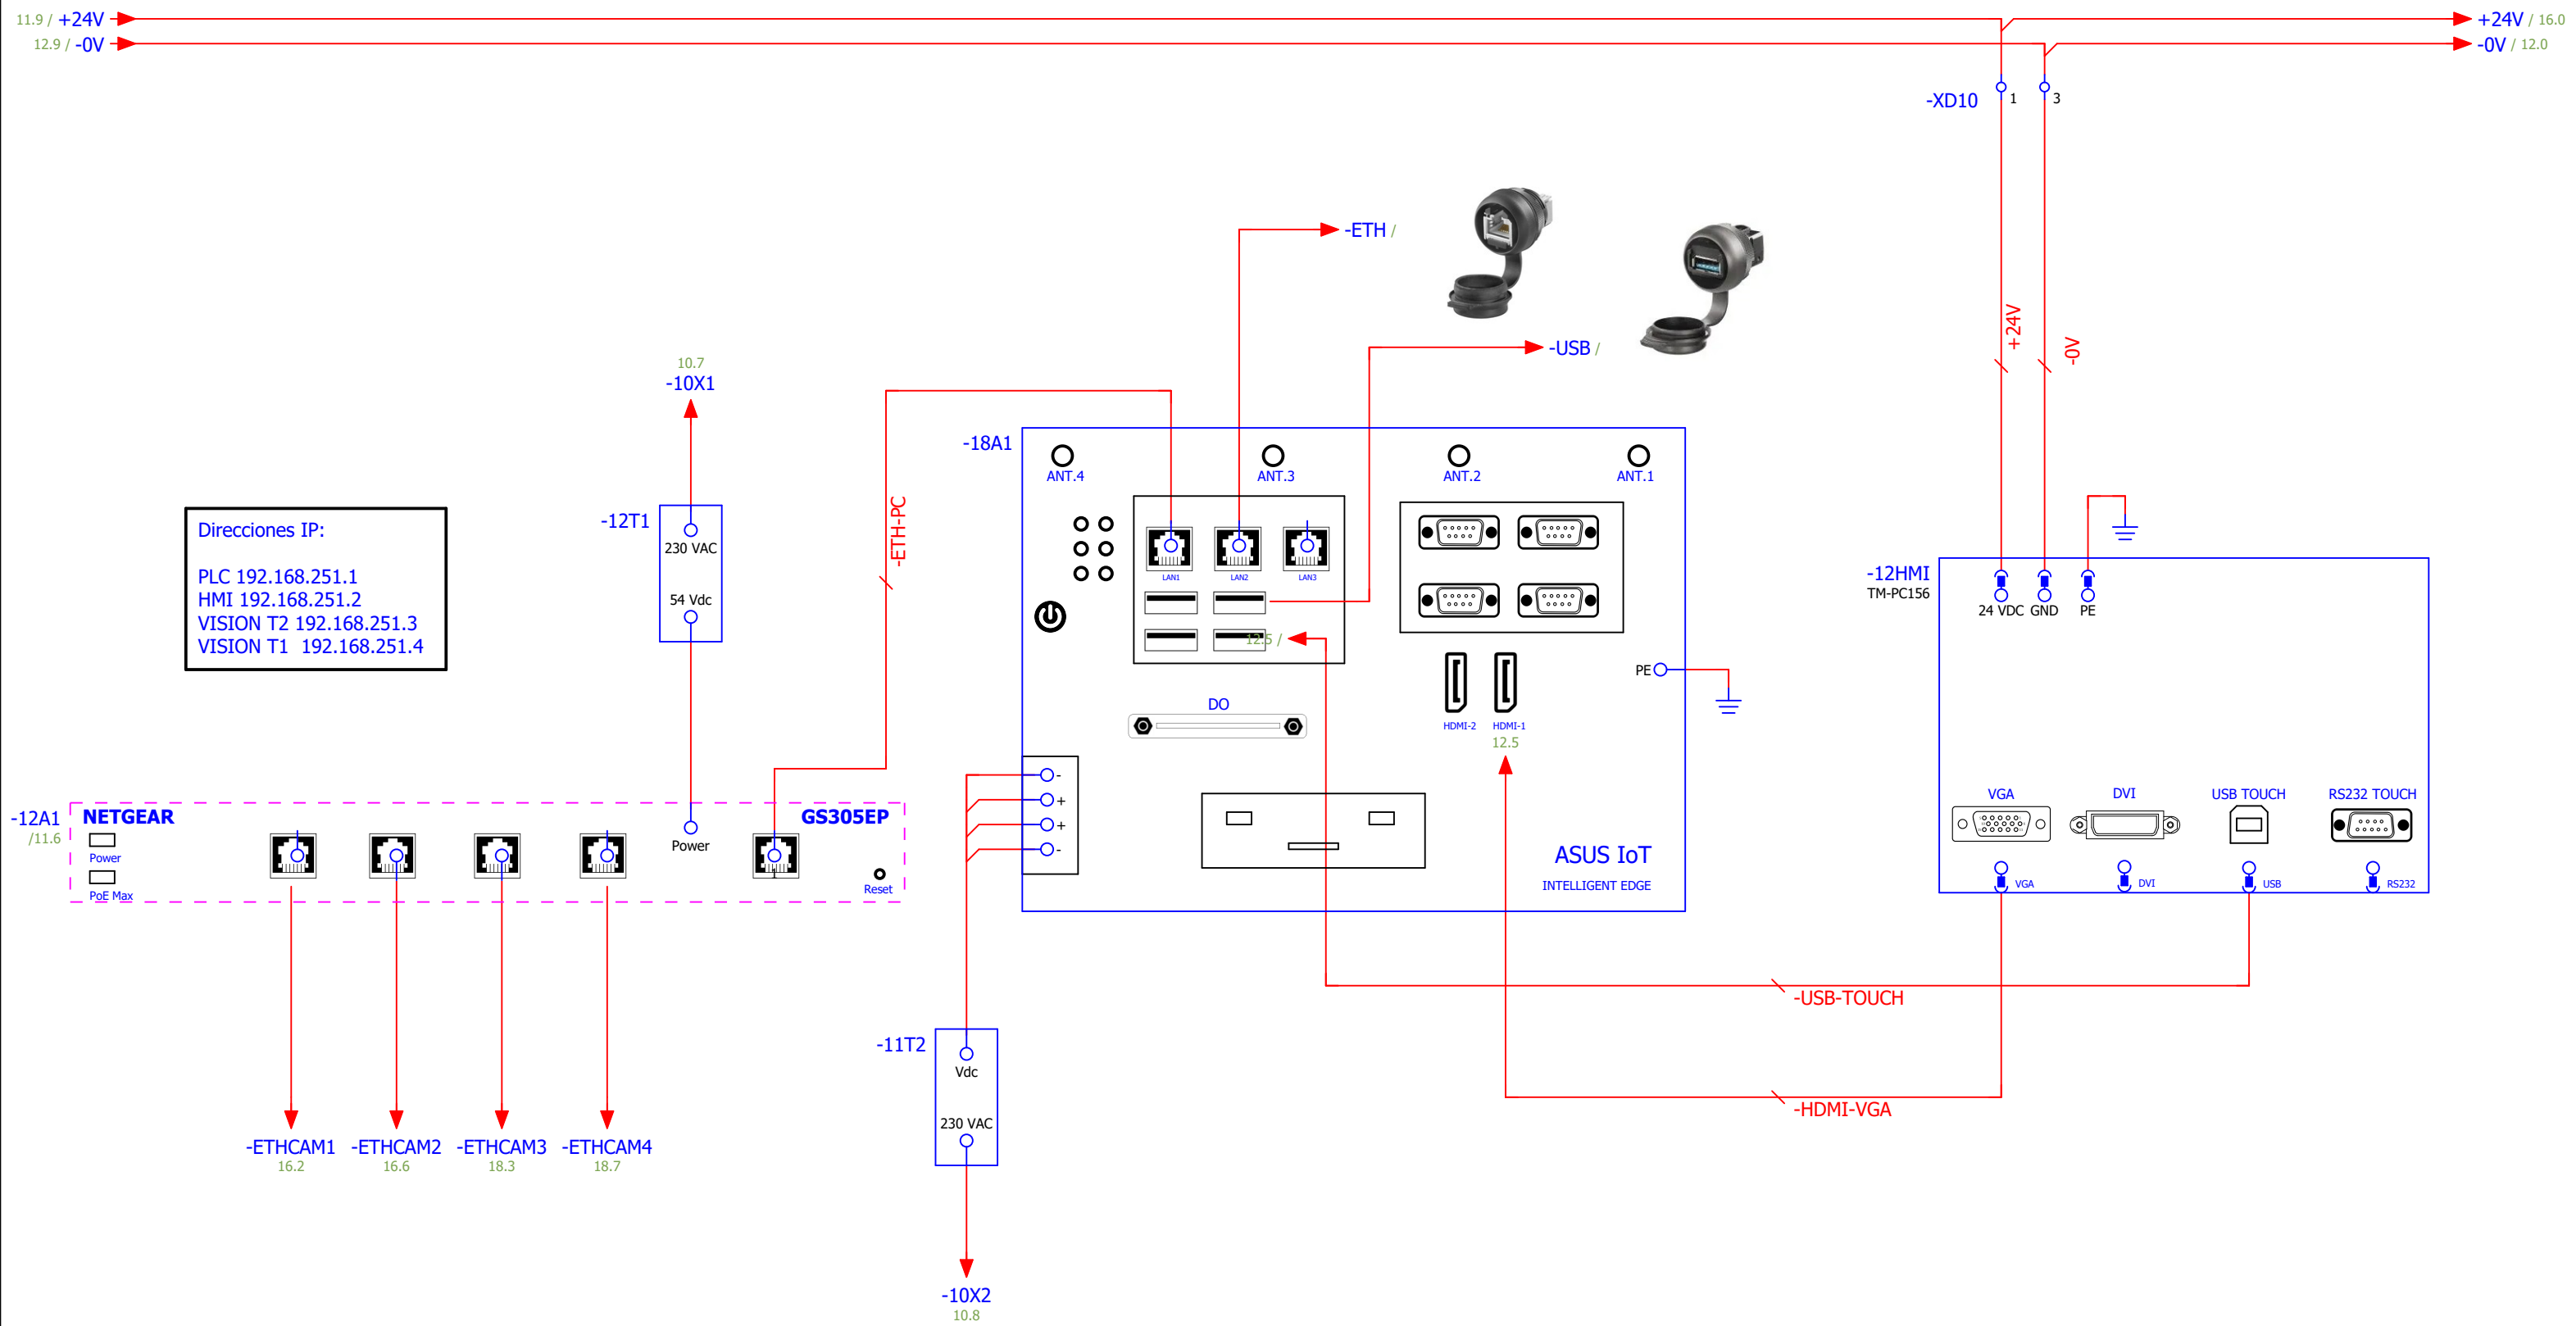 11.9 / +24V
+24V / 16.0
12.9 / -0V
-0V / 12.0
-XD10
1
3
-ETH /
+24V
-0V
-USB /
10.7
-10X1
-18A1
ANT.4
ANT.3
ANT.2
ANT.1
-12T1
230 VAC
54 Vdc
-ETH-PC
Direcciones IP:
PLC 192.168.251.1
HMI 192.168.251.2
VISION T2 192.168.251.3
VISION T1 192.168.251.4
LAN1
LAN2
LAN3
12.5 /
-12HMI
TM-PC156
24 VDC
GND
PE
PE
DO
HDMI-2
HDMI-1
12.5
-
+
+
-
ASUS IoT
INTELLIGENT EDGE
VGA
DVI
USB TOUCH
RS232 TOUCH
VGA
DVI
USB
RS232
-12A1
/11.6
NETGEAR
GS305EP
Power
PoE Max
Power
1
Reset
-USB-TOUCH
-HDMI-VGA
-11T2
Vdc
230 VAC
-ETHCAM1
16.2
-ETHCAM2
16.6
-ETHCAM3
18.3
-ETHCAM4
18.7
-10X2
10.8